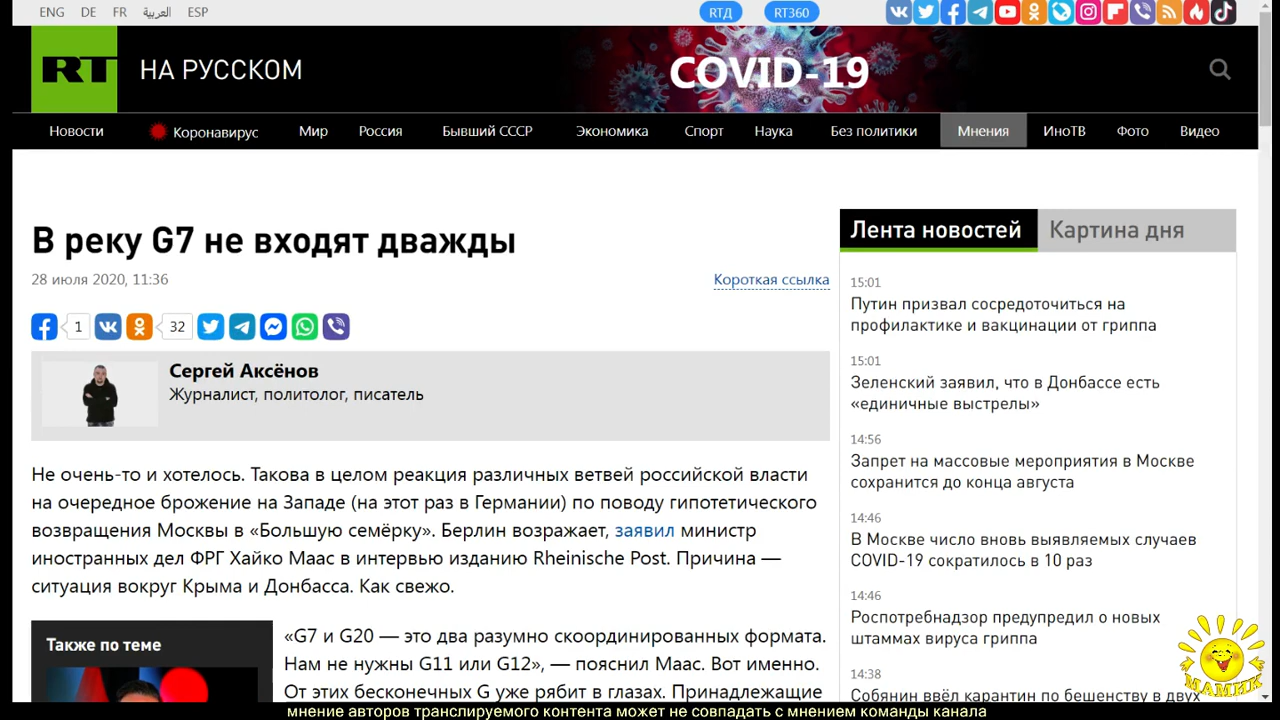 ENG DE FR العربية ESP
РТД RT360
RT НА РУССКОМ
COVID-19
Новости Коронавирус Мир Россия Бывший СССР Экономика Спорт Наука Без политики Мнения ИноТВ Фото Видео
В реку G7 не входят дважды
28 июля 2020, 11:36
Короткая ссылка
1
32
Сергей Аксёнов
Журналист, политолог, писатель
Не очень-то и хотелось. Такова в целом реакция различных ветвей российской власти
на очередное брожение на Западе (на этот раз в Германии) по поводу гипотетического
возвращения Москвы в «Большую семёрку». Берлин возражает, заявил министр
иностранных дел ФРГ Хайко Маас в интервью изданию Rheinische Post. Причина —
ситуация вокруг Крыма и Донбасса. Как свежо.
Также по теме
«G7 и G20 — это два разумно скоординированных формата.
Нам не нужны G11 или G12», — пояснил Маас. Вот именно.
От этих бесконечных G уже рябит в глазах. Принадлежащие
Лента новостей Картина дня
15:01
Путин призвал сосредоточиться на
профилактике и вакцинации от гриппа
15:01
Зеленский заявил, что в Донбассе есть
«единичные выстрелы»
14:56
Запрет на массовые мероприятия в Москве
сохранится до конца августа
14:46
В Москве число вновь выявляемых случаев
COVID-19 сократилось в 10 раз
14:46
Роспотребнадзор предупредил о новых
штаммах вируса гриппа
14:38
Собянин ввёл карантин по бешенству в двух
МАМИК
мнение авторов транслируемого контента может не совпадать с мнением команды канала